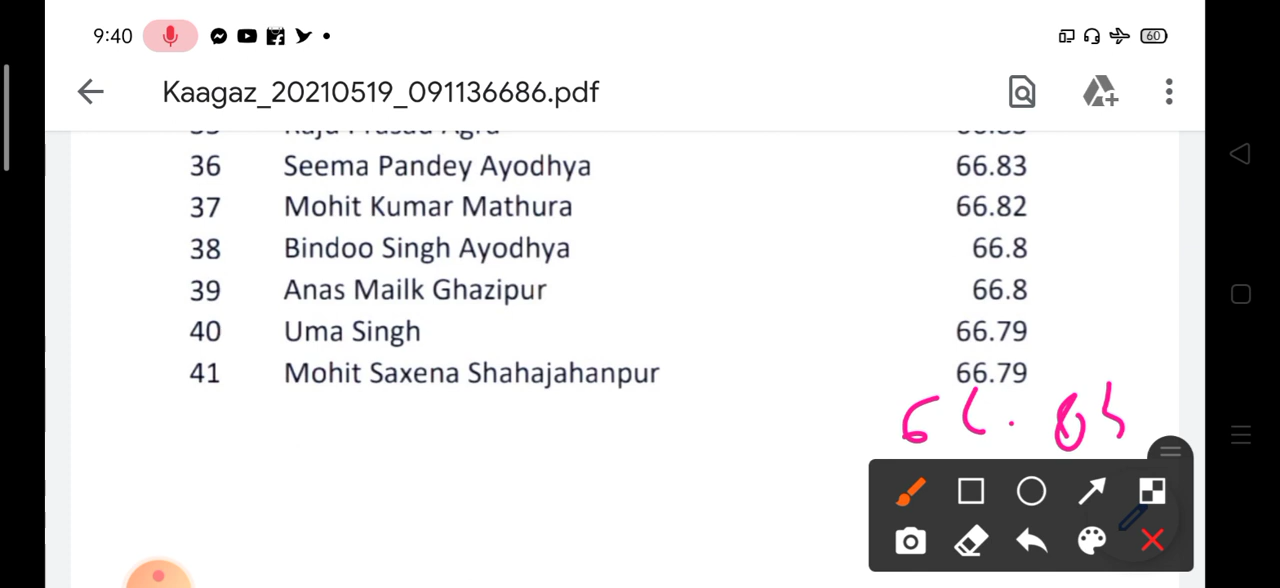 9:40 60
Kaagaz_20210519_091136686.pdf
36 Seema Pandey Ayodhya 66.83
37 Mohit Kumar Mathura 66.82
38 Bindoo Singh Ayodhya 66.8
39 Anas Mailk Ghazipur 66.8
40 Uma Singh 66.79
41 Mohit Saxena Shahajahanpur 66.79